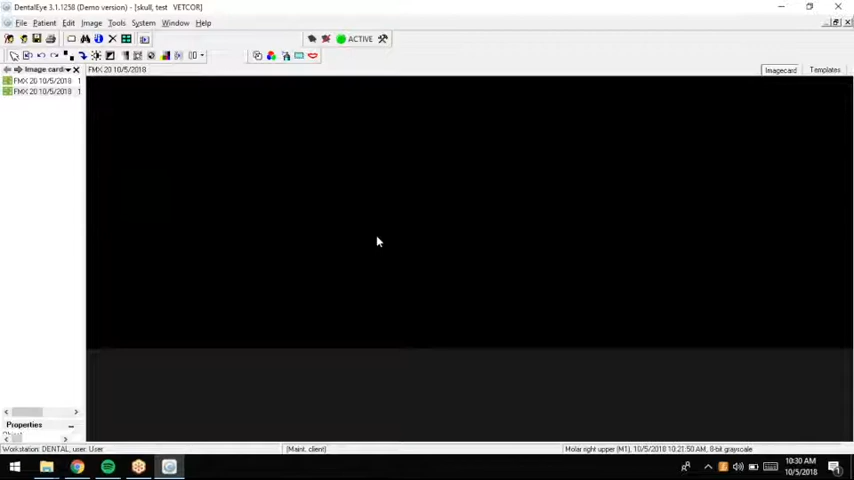 DentalEye 3.1.1258 (Demo version) - [skull, test VETCOR]
File Patient Edit Image Tools System Window Help
ACTIVE
Image card
FMX 20 10/5/2018
Imagecard Templates
FMX 20 10/5/2018 1
FMX 20 10/5/2018 1
Properties
Workstation: DENTAL, user: User
(Maint. client)
Molar right upper (M1), 10/5/2018 10:21:50 AM, 8-bit grayscale
10:30 AM
10/5/2018
1